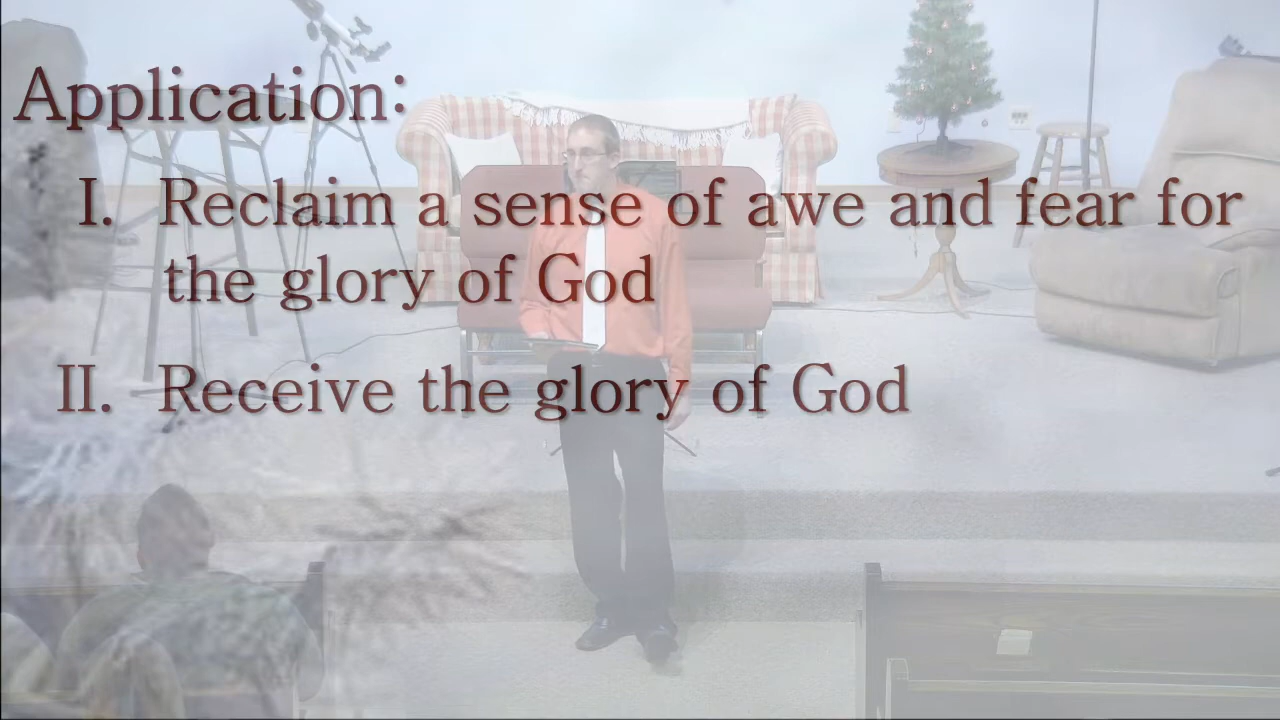 Application:
I. Reclaim a sense of awe and fear for
the glory of God
II. Receive the glory of God